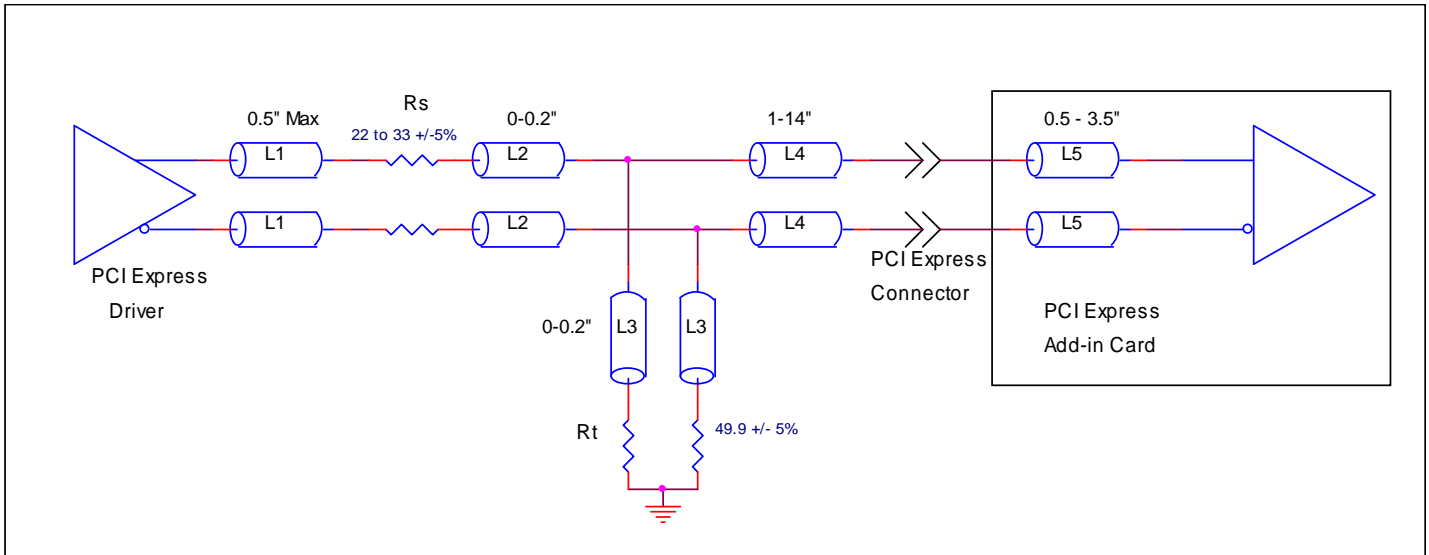 Rs
0.5" Max
0-0.2"
1-14"
0.5 - 3.5"
22 to 33 +/-5%
L1
L2
L4
L5
L1
L2
L4
L5
PCI Express
Driver
PCI Express
Connector
PCI Express
Add-in Card
0-0.2"
L3
L3
Rt
49.9 +/- 5%